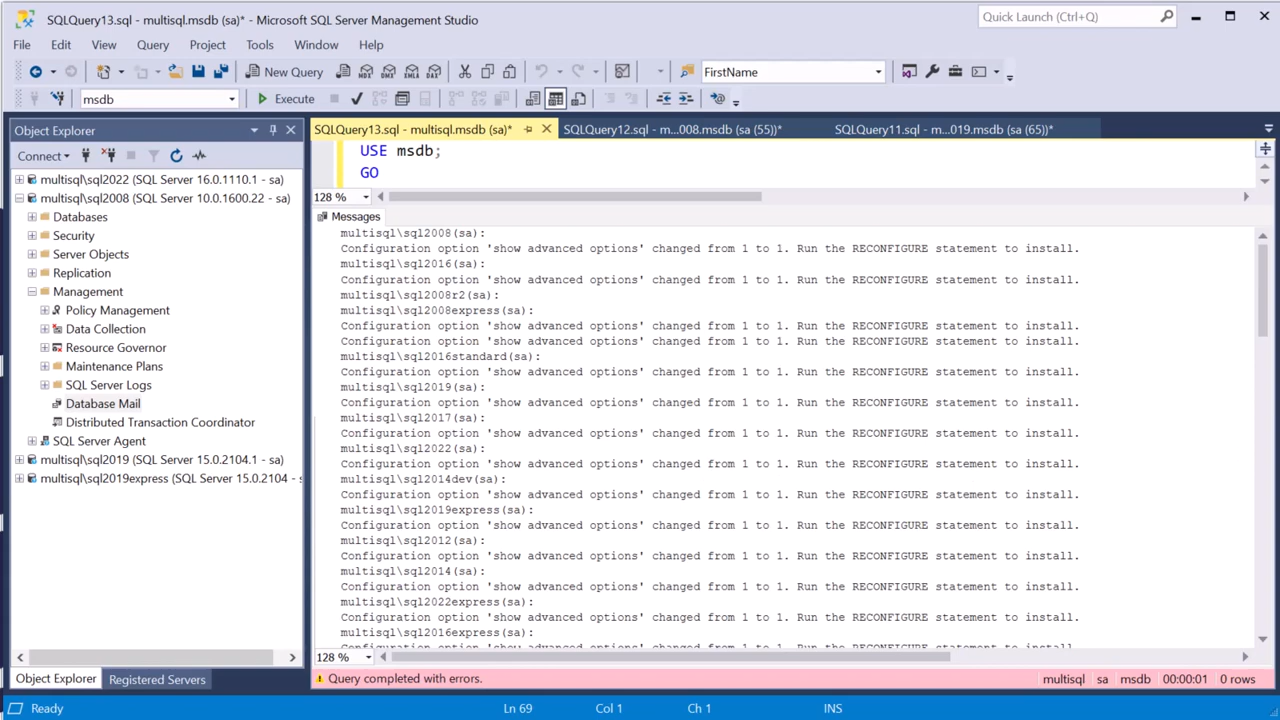 SQLQuery13.sql - multisql.msdb (sa)* - Microsoft SQL Server Management Studio
Quick Launch (Ctrl+Q)
File Edit View Query Project Tools Window Help
New Query MDX DMX XMLA DAX FirstName
msdb Execute
Object Explorer
SQLQuery13.sql - multisql.msdb (sa)* SQLQuery12.sql - m...008.msdb (sa (55))* SQLQuery11.sql - m...019.msdb (sa (65))*
Connect
multisql\sql2022 (SQL Server 16.0.1110.1 - sa)
multisql\sql2008 (SQL Server 10.0.1600.22 - sa)
Databases
Security
Server Objects
Replication
Management
Policy Management
Data Collection
Resource Governor
Maintenance Plans
SQL Server Logs
Database Mail
Distributed Transaction Coordinator
SQL Server Agent
multisql\sql2019 (SQL Server 15.0.2104.1 - sa)
multisql\sql2019express (SQL Server 15.0.2104 - s
Object Explorer Registered Servers
USE msdb;
GO
128 %
Messages
multisql\sql2008(sa):
Configuration option 'show advanced options' changed from 1 to 1. Run the RECONFIGURE statement to install.
multisql\sql2016(sa):
Configuration option 'show advanced options' changed from 1 to 1. Run the RECONFIGURE statement to install.
multisql\sql2008r2(sa):
multisql\sql2008express(sa):
Configuration option 'show advanced options' changed from 1 to 1. Run the RECONFIGURE statement to install.
Configuration option 'show advanced options' changed from 1 to 1. Run the RECONFIGURE statement to install.
multisql\sql2016standard(sa):
Configuration option 'show advanced options' changed from 1 to 1. Run the RECONFIGURE statement to install.
multisql\sql2019(sa):
Configuration option 'show advanced options' changed from 1 to 1. Run the RECONFIGURE statement to install.
multisql\sql2017(sa):
Configuration option 'show advanced options' changed from 1 to 1. Run the RECONFIGURE statement to install.
multisql\sql2022(sa):
Configuration option 'show advanced options' changed from 1 to 1. Run the RECONFIGURE statement to install.
multisql\sql2014dev(sa):
Configuration option 'show advanced options' changed from 1 to 1. Run the RECONFIGURE statement to install.
multisql\sql2019express(sa):
Configuration option 'show advanced options' changed from 1 to 1. Run the RECONFIGURE statement to install.
multisql\sql2012(sa):
Configuration option 'show advanced options' changed from 1 to 1. Run the RECONFIGURE statement to install.
multisql\sql2014(sa):
Configuration option 'show advanced options' changed from 1 to 1. Run the RECONFIGURE statement to install.
multisql\sql2022express(sa):
Configuration option 'show advanced options' changed from 1 to 1. Run the RECONFIGURE statement to install.
multisql\sql2016express(sa):
Configuration option 'show advanced options' changed from 1 to 1. Run the RECONFIGURE statement to install.
128 %
Query completed with errors. multisql sa msdb 00:00:01 0 rows
Ready Ln 69 Col 1 Ch 1 INS